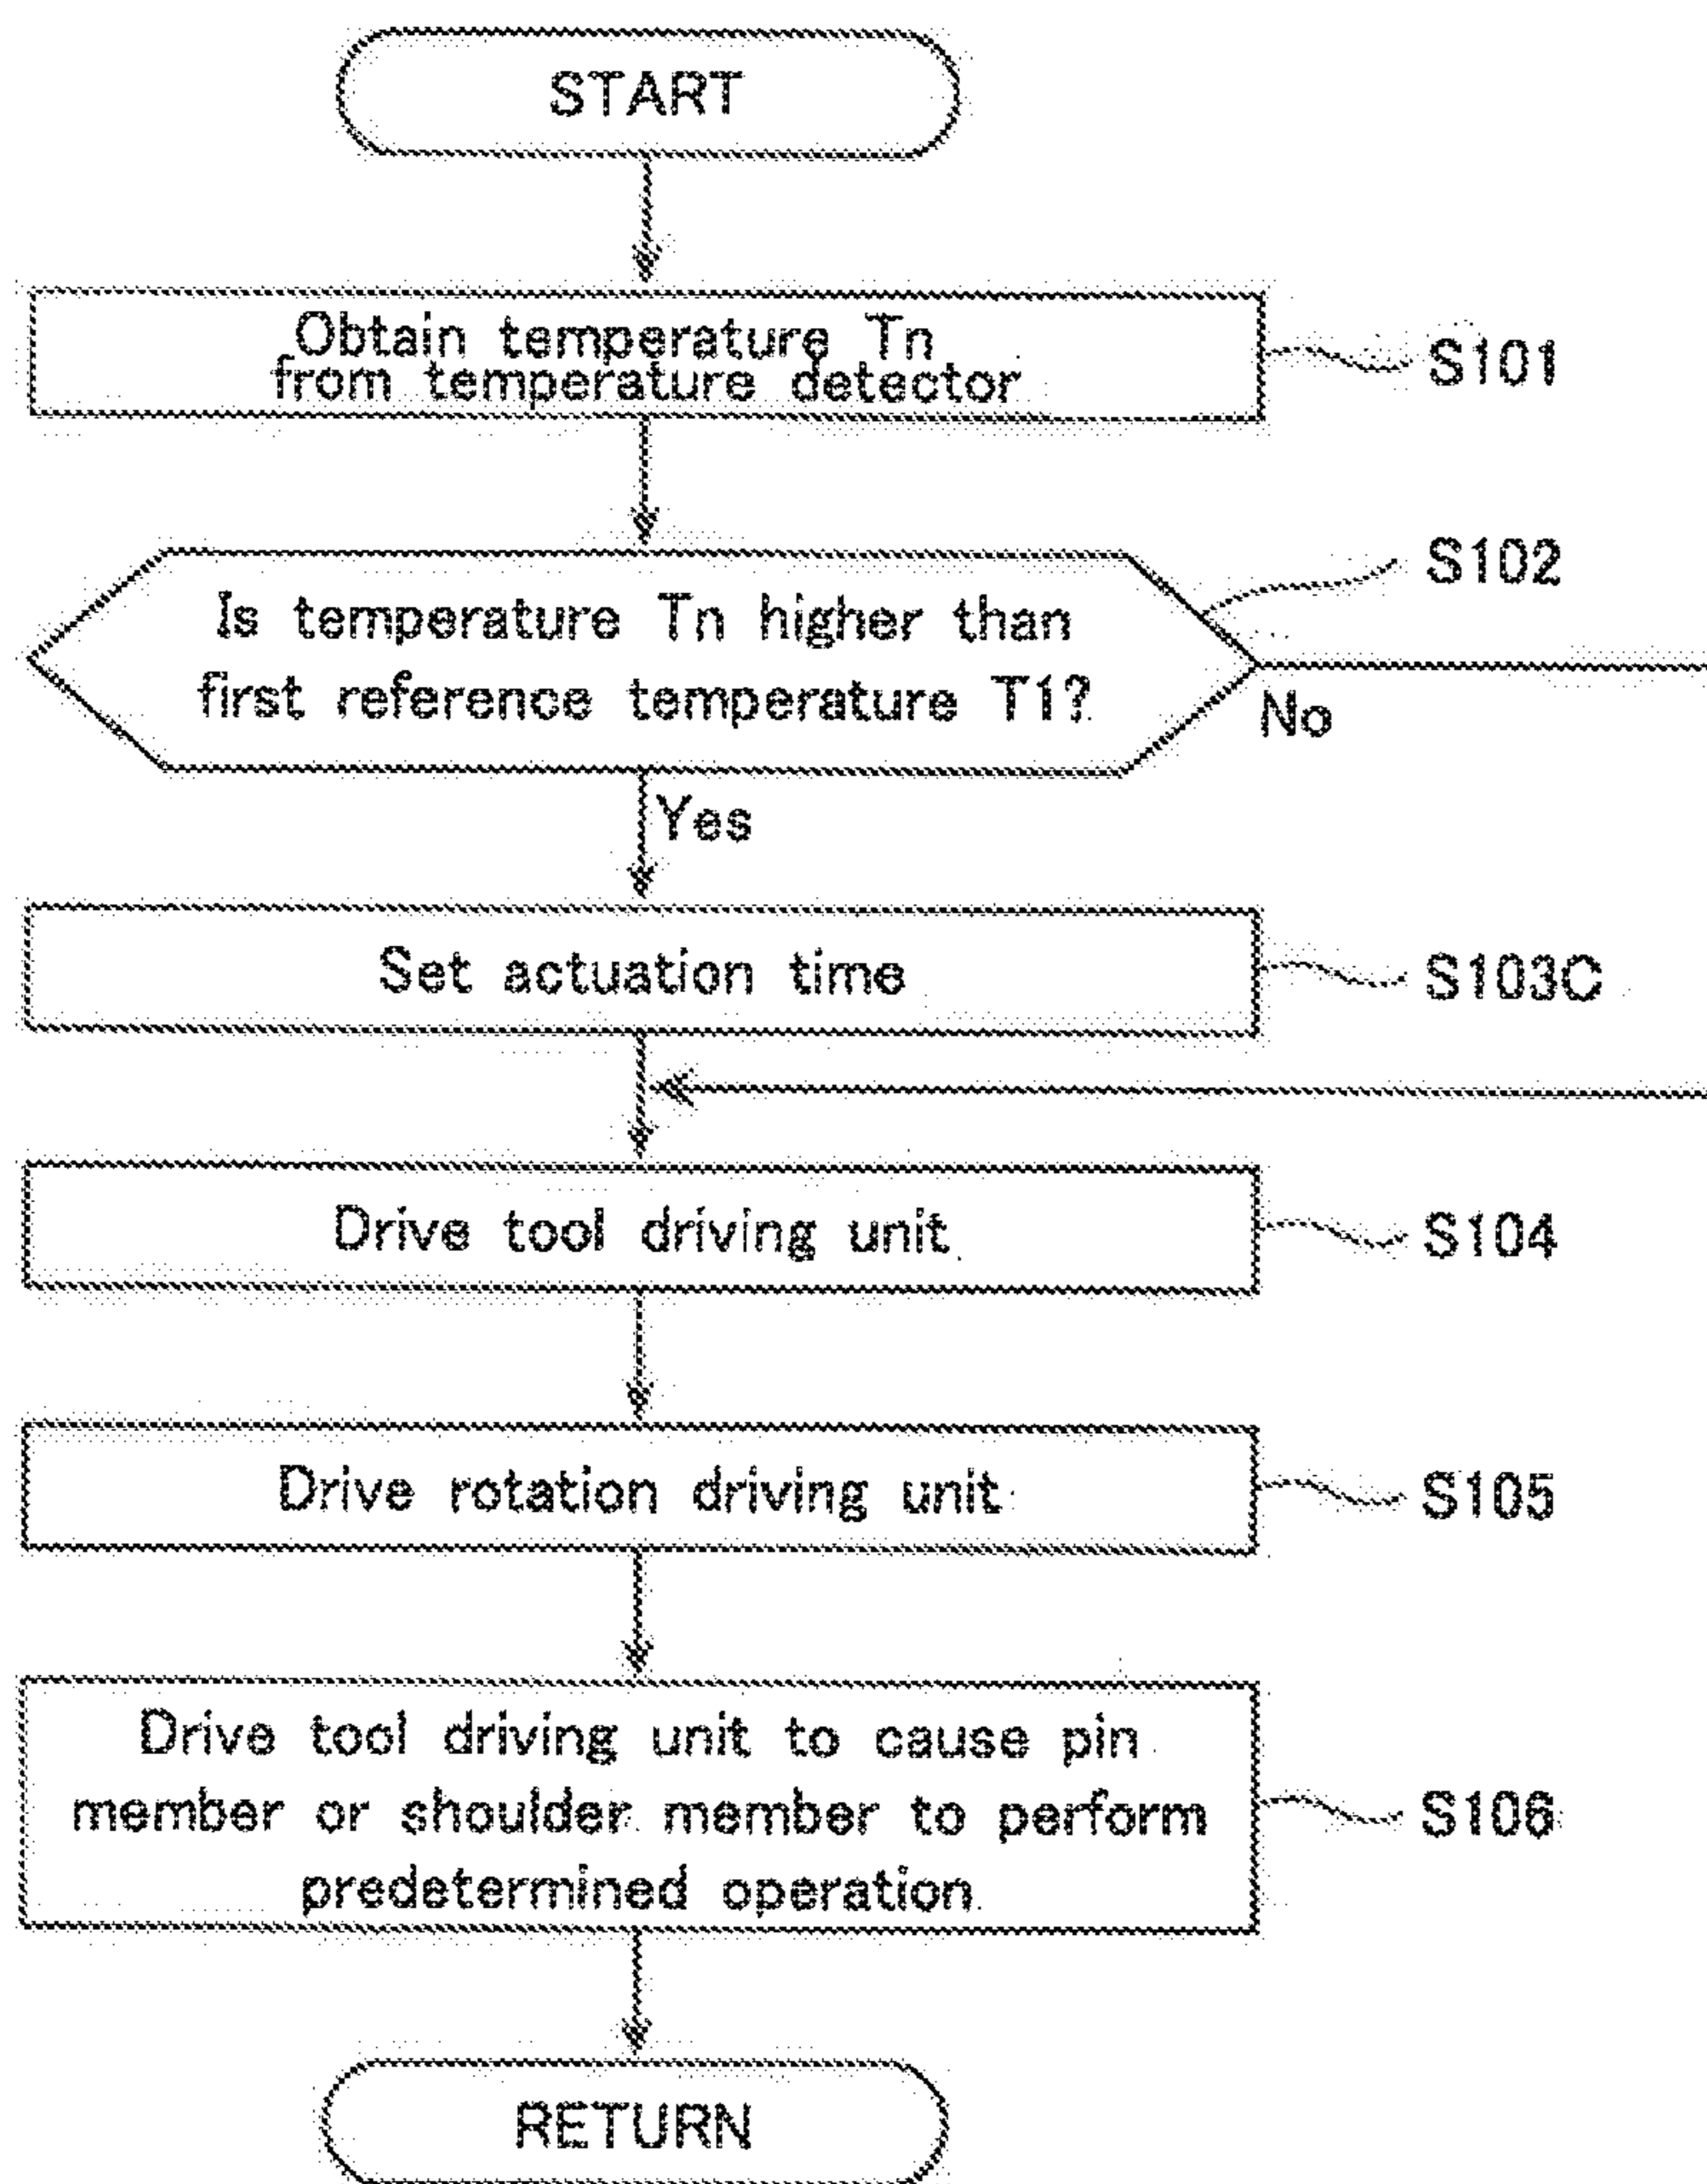 START
Obtain temperature Tn
from temperature detector
S101
S102
Is temperature Tn higher than
first reference temperature T1?
No
Yes
Set actuation time
S103C
Drive tool driving unit
S104
Drive rotation driving unit
S105
Drive tool driving unit to cause pin
member or shoulder member to perform
predetermined operation
S106
RETURN